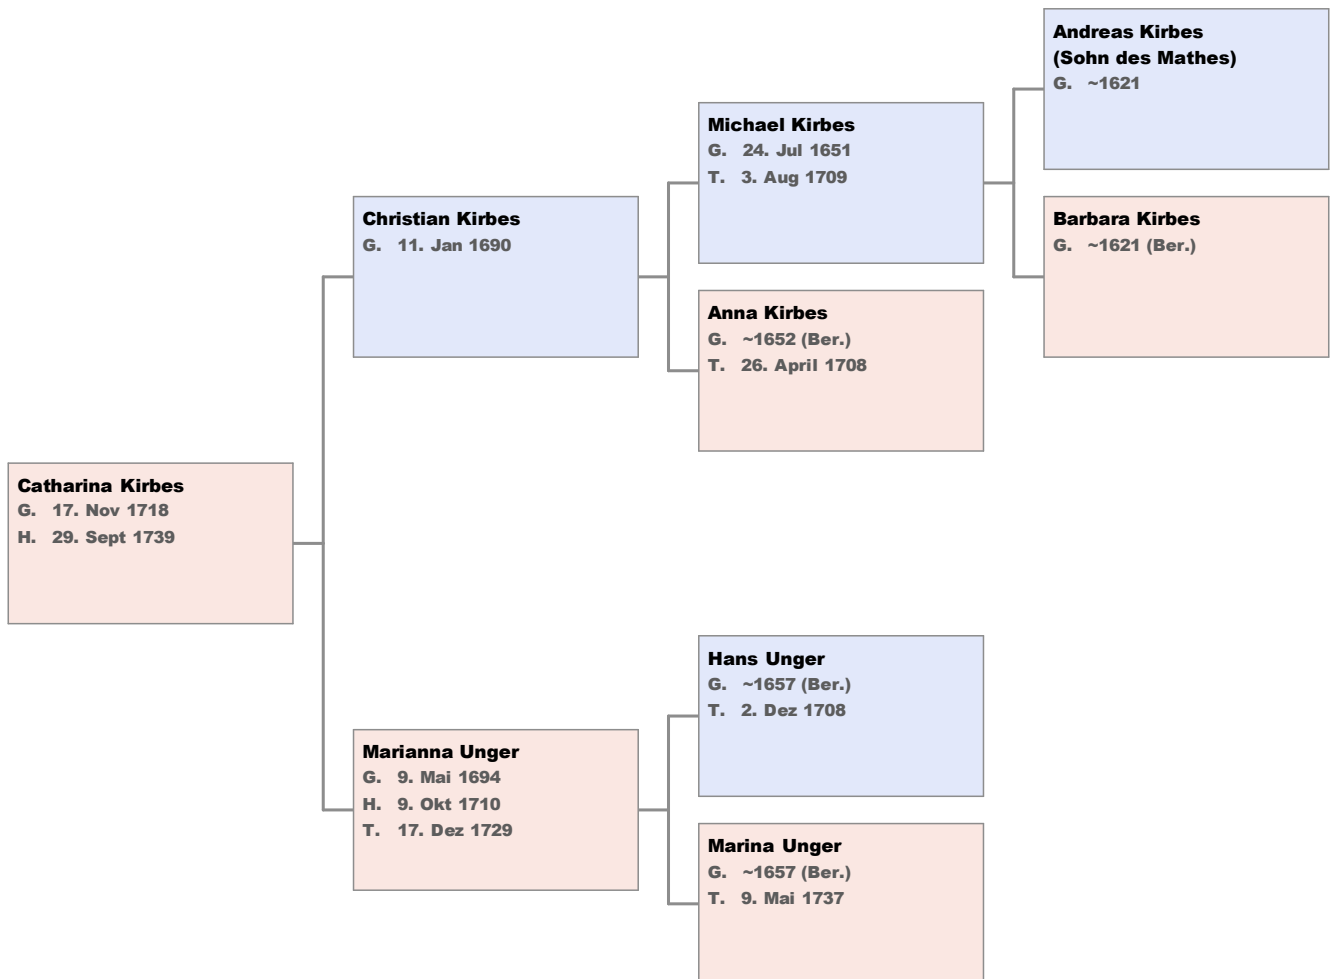 Andreas Kirbes
(Sohn des Mathes)
G. ~1621
Michael Kirbes
G. 24. Jul 1651
T. 3. Aug 1709
Christian Kirbes
G. 11. Jan 1690
Barbara Kirbes
G. ~1621 (Ber.)
Anna Kirbes
G. ~1652 (Ber.)
T. 26. April 1708
Catharina Kirbes
G. 17. Nov 1718
H. 29. Sept 1739
Hans Unger
G. ~1657 (Ber.)
T. 2. Dez 1708
Marianna Unger
G. 9. Mai 1694
H. 9. Okt 1710
T. 17. Dez 1729
Marina Unger
G. ~1657 (Ber.)
T. 9. Mai 1737